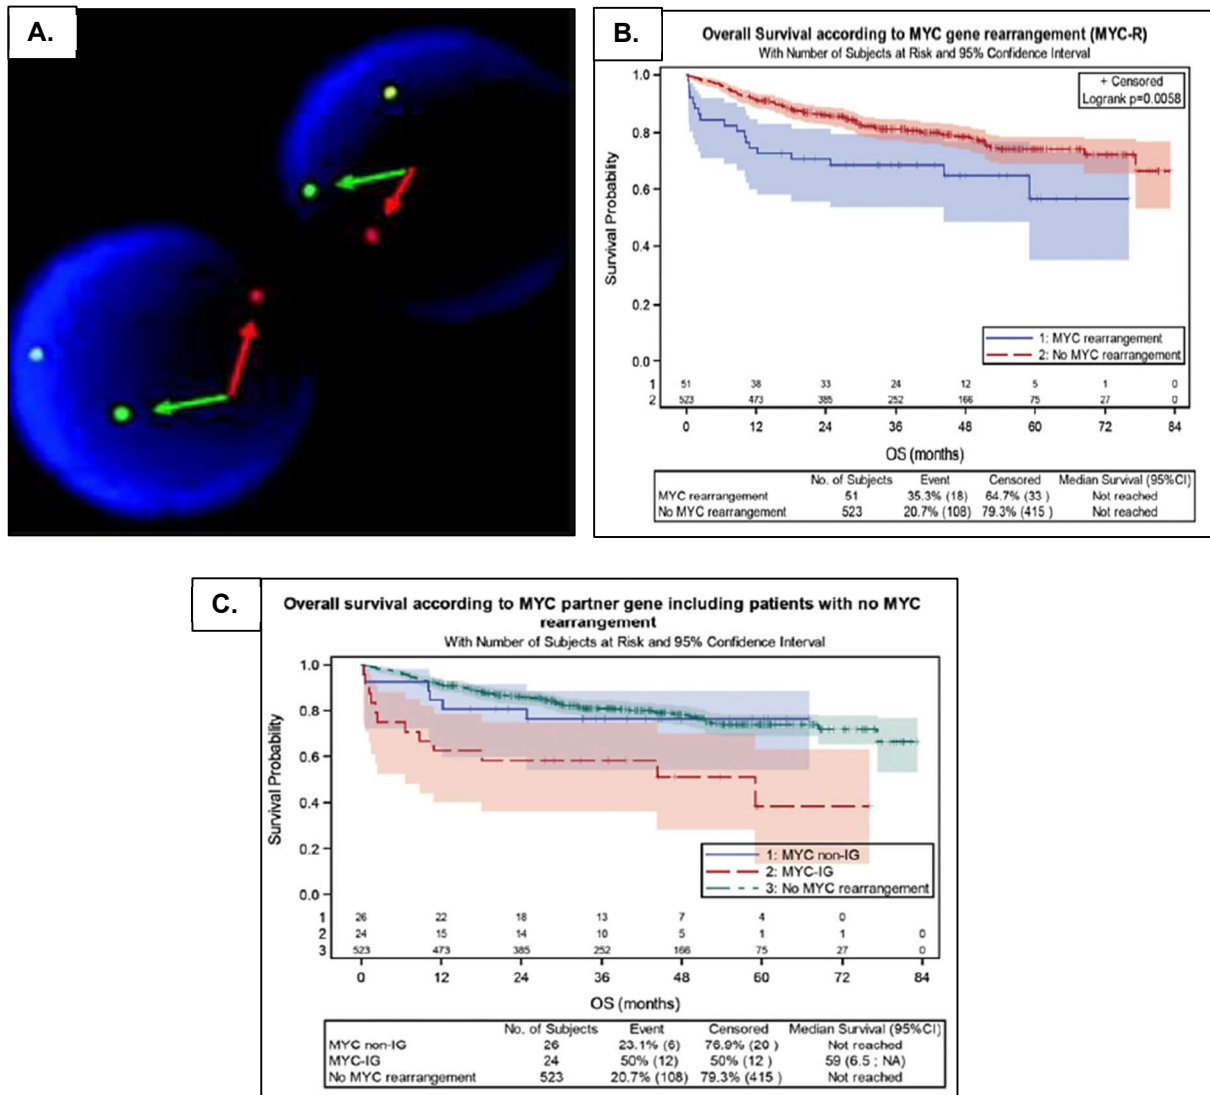 A.
B.
Overall Survival according to MYC gene rearrangement (MYC-R)
With Number of Subjects at Risk and 95% Confidence Interval
+ Censored
Logrank p=0.0058
Survival Probability
1.0
0.8
0.6
0.4
0.2
0.0
1: MYC rearrangement
2: No MYC rearrangement
1 51 38 33 24 12 5 1 0
2 523 473 385 252 166 75 27 0
0 12 24 36 48 60 72 84
OS (months)
No. of Subjects Event Censored Median Survival (95%CI)
MYC rearrangement 51 35.3% (18) 64.7% (33 ) Not reached
No MYC rearrangement 523 20.7% (108) 79.3% (415 ) Not reached
C.
Overall survival according to MYC partner gene including patients with no MYC
rearrangement
With Number of Subjects at Risk and 95% Confidence Interval
Survival Probability
1.0
0.8
0.6
0.4
0.2
0.0
1: MYC non-IG
2: MYC-IG
3: No MYC rearrangement
1 26 22 18 13 7 4 0
2 24 15 14 10 5 1 1 0
3 523 473 385 252 166 75 27 0
0 12 24 36 48 60 72 84
OS (months)
No. of Subjects Event Censored Median Survival (95%CI)
MYC non-IG 26 23.1% (6) 76.9% (20 ) Not reached
MYC-IG 24 50% (12) 50% (12 ) 59 (6.5 ; NA)
No MYC rearrangement 523 20.7% (108) 79.3% (415 ) Not reached